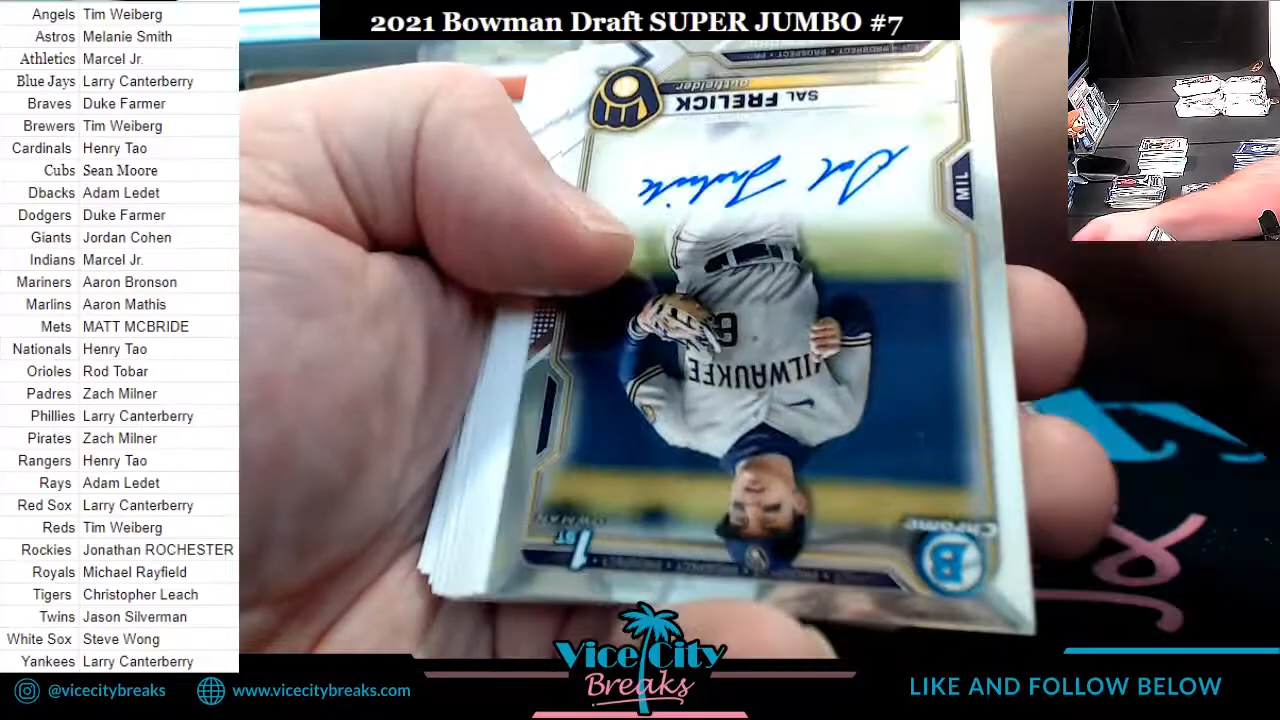 2021 Bowman Draft SUPER JUMBO #7
Angels Tim Weiberg
Astros Melanie Smith
Athletics Marcel Jr.
Blue Jays Larry Canterberry
Braves Duke Farmer
Brewers Tim Weiberg
Cardinals Henry Tao
Cubs Sean Moore
Dbacks Adam Ledet
Dodgers Duke Farmer
Giants Jordan Cohen
Indians Marcel Jr.
Mariners Aaron Bronson
Marlins Aaron Mathis
Mets MATT MCBRIDE
Nationals Henry Tao
Orioles Rod Tobar
Padres Zach Milner
Phillies Larry Canterberry
Pirates Zach Milner
Rangers Henry Tao
Rays Adam Ledet
Red Sox Larry Canterberry
Reds Tim Weiberg
Rockies Jonathan ROCHESTER
Royals Michael Rayfield
Tigers Christopher Leach
Twins Jason Silverman
White Sox Steve Wong
Yankees Larry Canterberry
outfielder
SAL FRELICK
Sal Frelick
MIL
6
MILWAUKEE
Chrome
B
1ST
BOWMAN
Vice City
Breaks
@vicecitybreaks
www.vicecitybreaks.com
LIKE AND FOLLOW BELOW